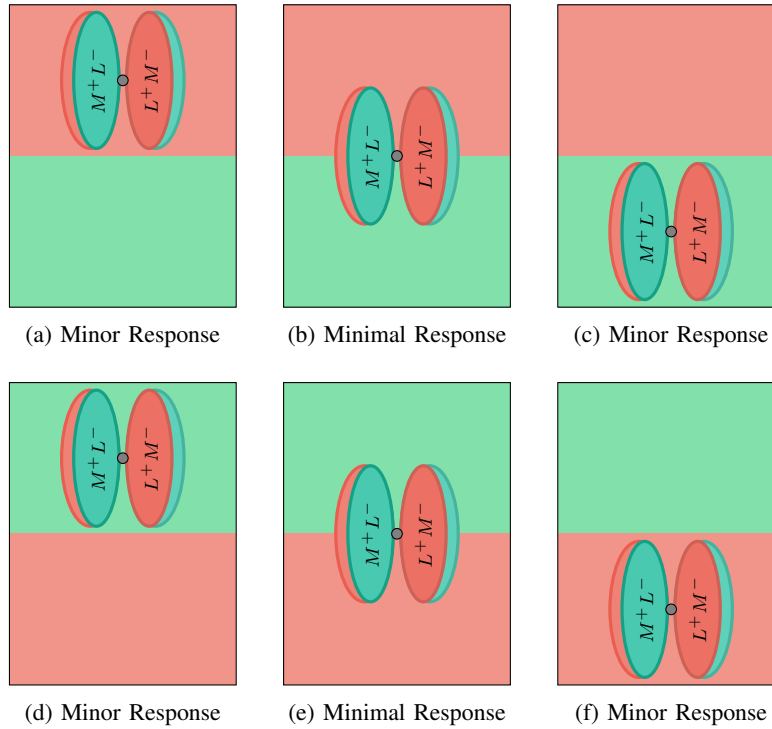 M⁺L⁻ L⁺M⁻ M⁺L⁻ L⁺M⁻ M⁺L⁻ L⁺M⁻
(a) Minor Response (b) Minimal Response (c) Minor Response
M⁺L⁻ L⁺M⁻ M⁺L⁻ L⁺M⁻ M⁺L⁻ L⁺M⁻
(d) Minor Response (e) Minimal Response (f) Minor Response